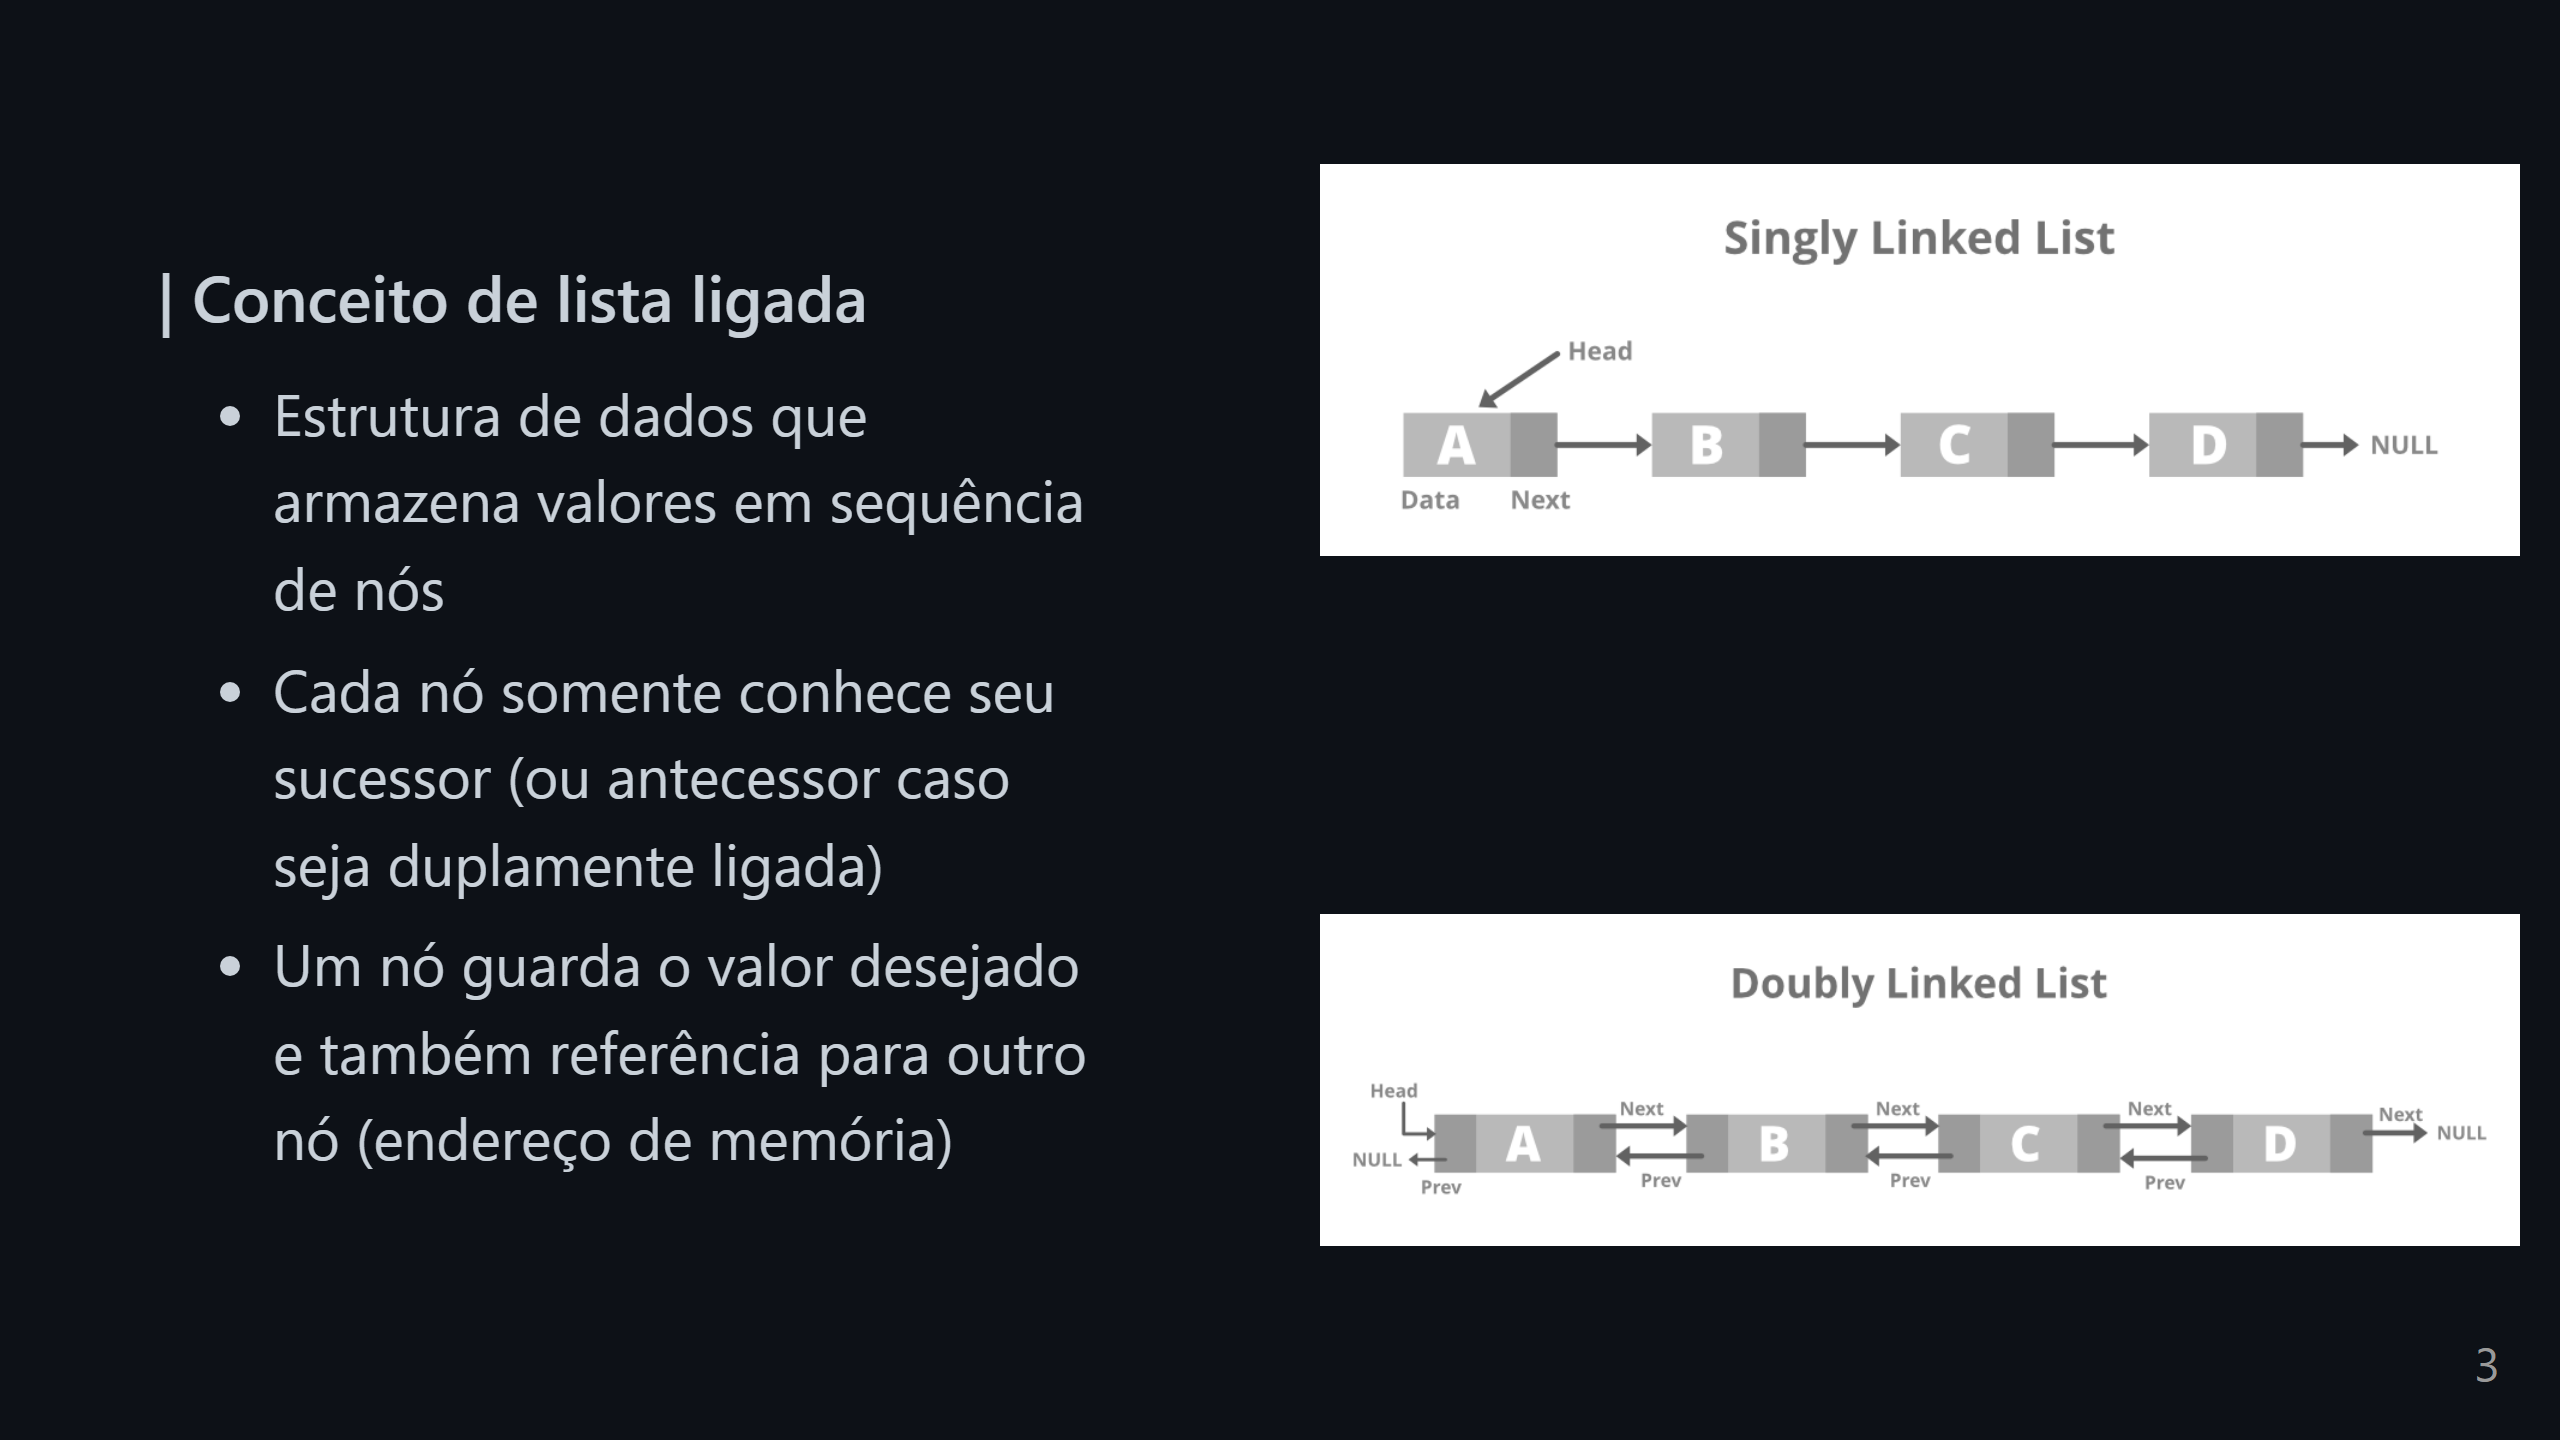 | Conceito de lista ligada
• Estrutura de dados que
armazena valores em sequência
de nós
• Cada nó somente conhece seu
sucessor (ou antecessor caso
seja duplamente ligada)
• Um nó guarda o valor desejado
e também referência para outro
nó (endereço de memória)
Singly Linked List
Head
A B C D NULL
Data Next
Doubly Linked List
Head
Next Next Next Next
A B C D NULL
NULL
Prev Prev Prev Prev
3